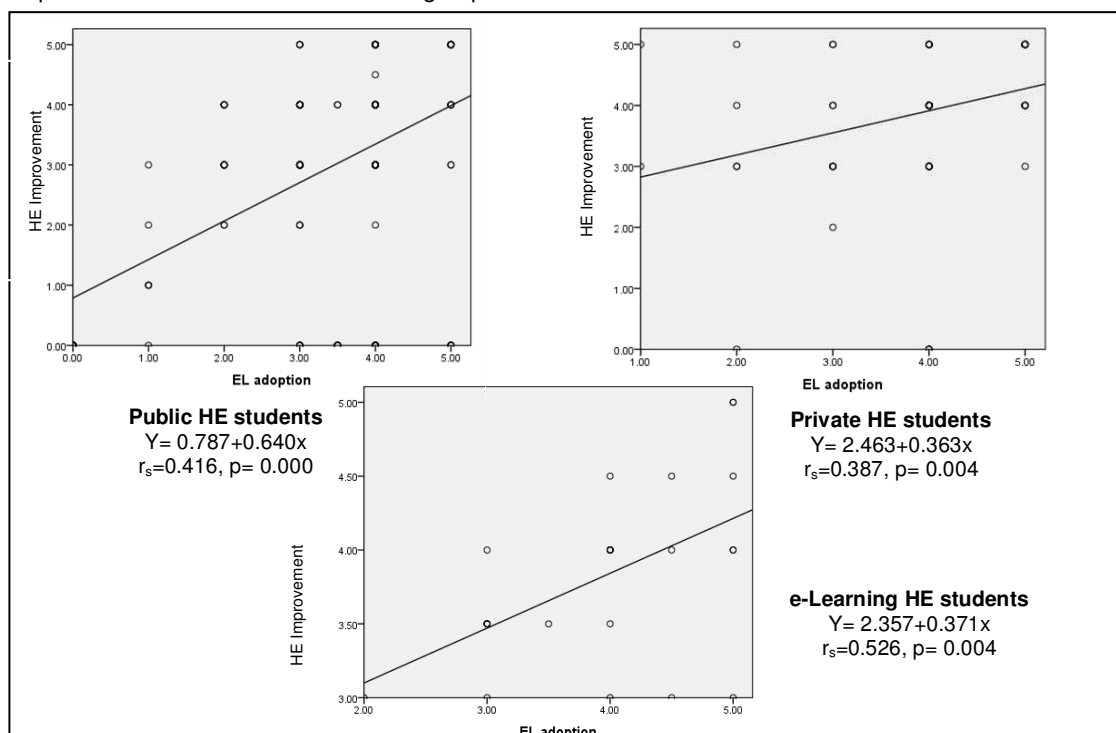 5.00
4.00
3.00
2.00
1.00
0.00
HE Improvement
0.00 1.00 2.00 3.00 4.00 5.00
EL adoption
5.00
4.00
3.00
2.00
1.00
0.00
HE Improvement
1.00 2.00 3.00 4.00 5.00
EL adoption
Public HE students
Y= 0.787+0.640x
rs=0.416, p= 0.000
Private HE students
Y= 2.463+0.363x
rs=0.387, p= 0.004
5.00
4.50
4.00
3.50
3.00
HE Improvement
2.00 3.00 4.00 5.00
EL adoption
e-Learning HE students
Y= 2.357+0.371x
rs=0.526, p= 0.004